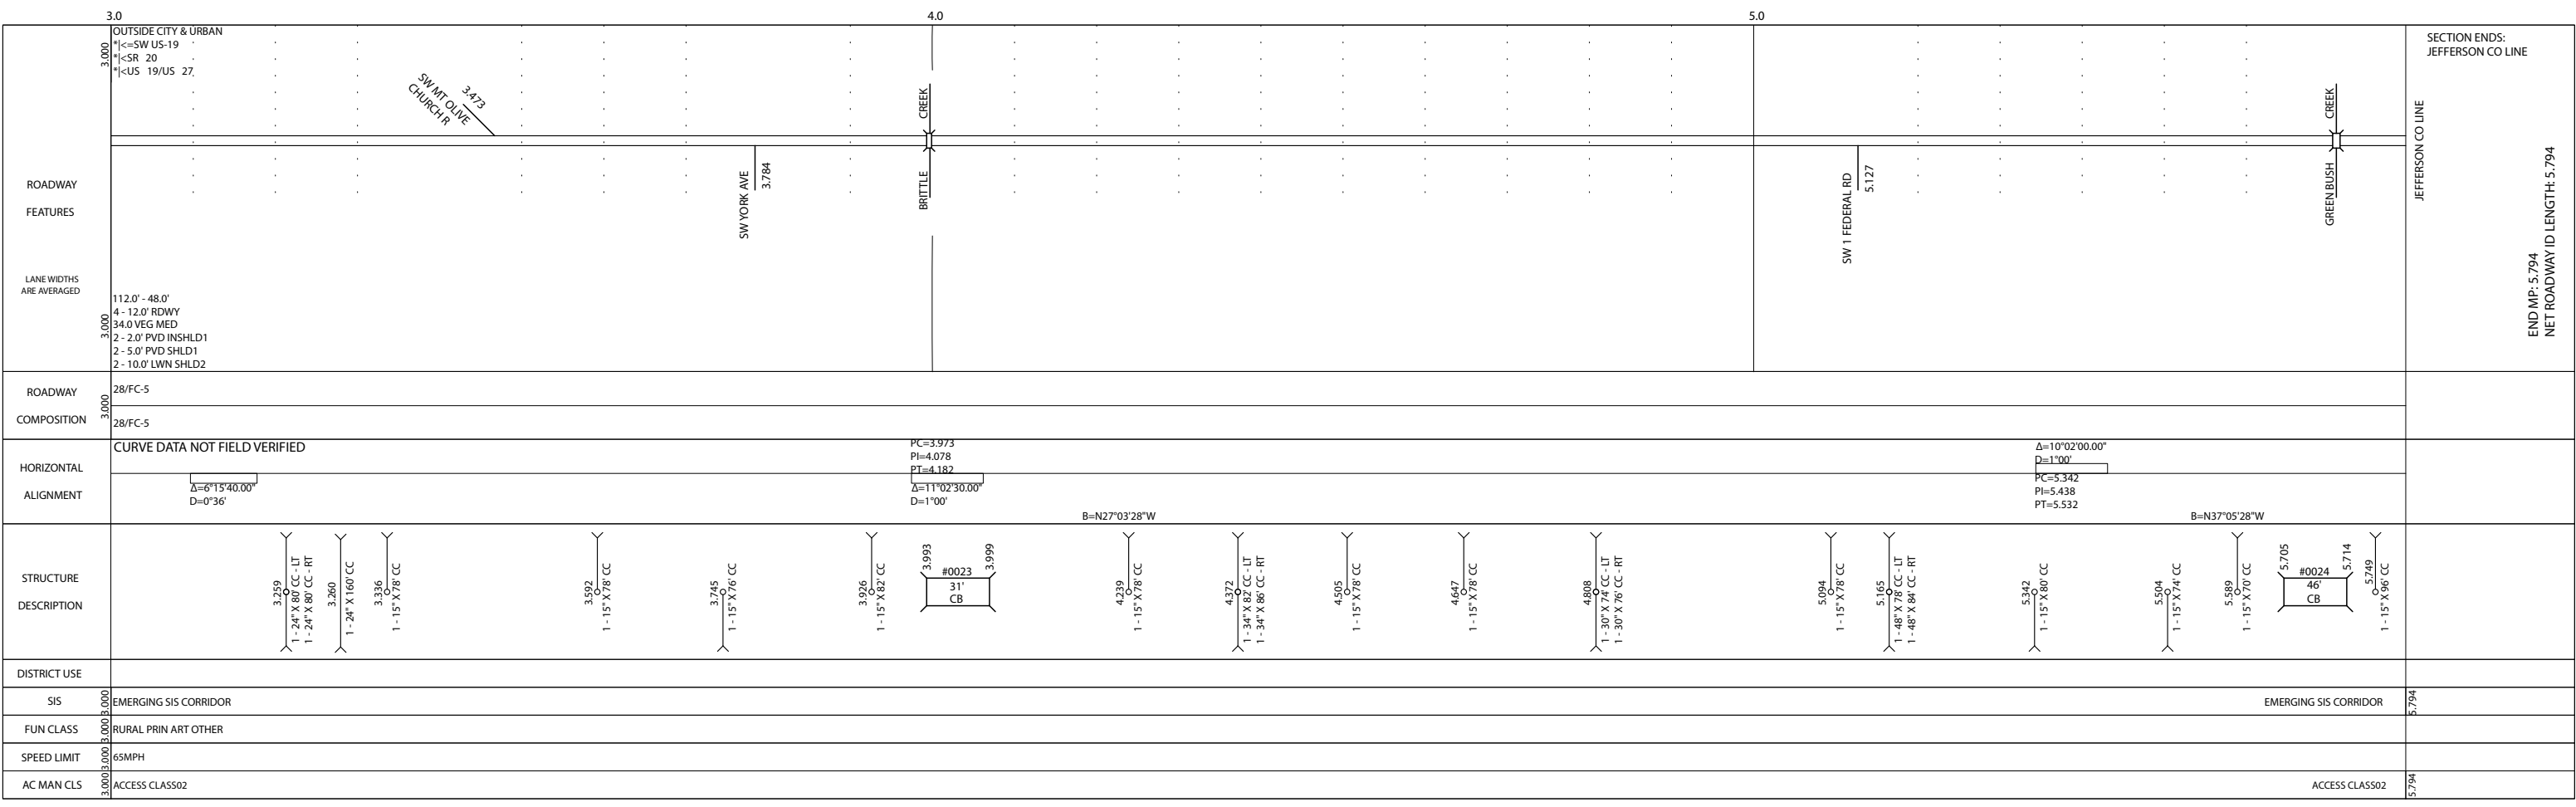 3.0
4.0
5.0
3.000
OUTSIDE CITY & URBAN
*|<=SW US-19
*|<SR 20
*|<US 19/US 27
SW MT OLIVE
CHURCH R
3.473
CREEK
CREEK
JEFFERSON CO LINE
SECTION ENDS:
JEFFERSON CO LINE
ROADWAY
FEATURES
SW YORK AVE
3.784
BRITTLE
SW 1 FEDERAL RD
5.127
GREEN BUSH
END MP: 5.794
NET ROADWAY ID LENGTH: 5.794
LANE WIDTHS
ARE AVERAGED
3.000
112.0' - 48.0'
4 - 12.0' RDWY
34.0 VEG MED
2 - 2.0' PVD INSHLD1
2 - 5.0' PVD SHLD1
2 - 10.0' LWN SHLD2
ROADWAY
COMPOSITION
3.000
28/FC-5
28/FC-5
HORIZONTAL
ALIGNMENT
CURVE DATA NOT FIELD VERIFIED
Δ=6°15'40.00"
D=0°36'
PC=3.973
PI=4.078
PT=4.182
Δ=11°02'30.00"
D=1°00'
B=N27°03'28"W
Δ=10°02'00.00"
D=1°00'
PC=5.342
PI=5.438
PT=5.532
B=N37°05'28"W
STRUCTURE
DESCRIPTION
3.259
1 - 24" X 80' CC - LT
1 - 24" X 80' CC - RT
3.260
1 - 24" X 160' CC
3.336
1 - 15" X 78' CC
3.592
1 - 15" X 78' CC
3.745
1 - 15" X 76' CC
3.926
1 - 15" X 82' CC
3.993
#0023
31'
CB
3.999
4.239
1 - 15" X 78' CC
4.372
1 - 34" X 82' CC - LT
1 - 34" X 86' CC - RT
4.505
1 - 15" X 78' CC
4.647
1 - 15" X 78' CC
4.808
1 - 30" X 74' CC - LT
1 - 30" X 76' CC - RT
5.094
1 - 15" X 78' CC
5.165
1 - 48" X 78' CC - LT
1 - 48" X 84' CC - RT
5.342
1 - 15" X 80' CC
5.504
1 - 15" X 74' CC
5.589
1 - 15" X 70' CC
5.705
#0024
46'
CB
5.714
5.749
1 - 15" X 96' CC
DISTRICT USE
SIS
3.000
EMERGING SIS CORRIDOR
EMERGING SIS CORRIDOR
5.794
FUN CLASS
3.000
RURAL PRIN ART OTHER
SPEED LIMIT
3.000
65MPH
AC MAN CLS
3.000
ACCESS CLASS02
ACCESS CLASS02
5.794